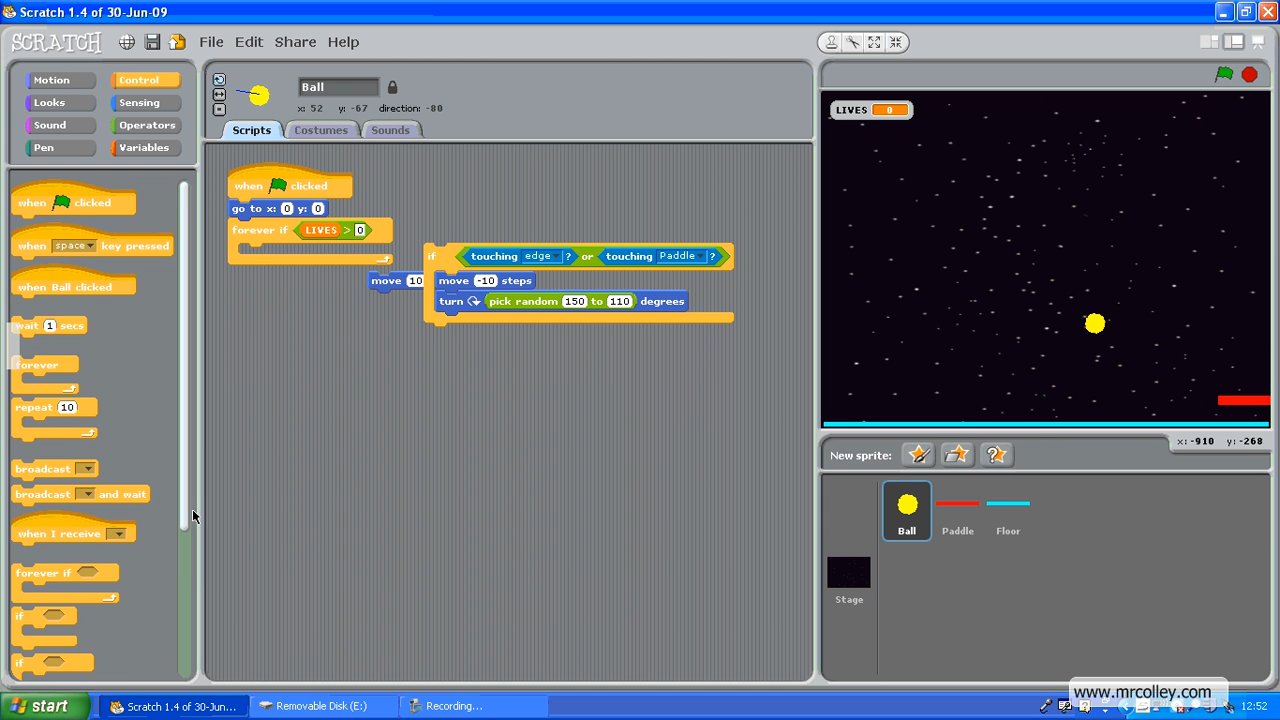 Scratch 1.4 of 30-Jun-09
SCRATCH
File Edit Share Help
Motion Control
Looks Sensing
Sound Operators
Pen Variables
when clicked
when space key pressed
when Ball clicked
wait 1 secs
forever
repeat 10
broadcast
broadcast and wait
when I receive
forever if
if
if
Ball
x: 52 y: -67 direction: -80
Scripts Costumes Sounds
when clicked
go to x: 0 y: 0
forever if LIVES > 0
move 10
if touching edge ? or touching Paddle ?
move -10 steps
turn pick random 150 to 110 degrees
LIVES 0
x: -910 y: -268
New sprite:
Ball Paddle Floor
Stage
www.mrcolley.com
start
Scratch 1.4 of 30-Jun...
Removable Disk (E:)
Recording...
12:52